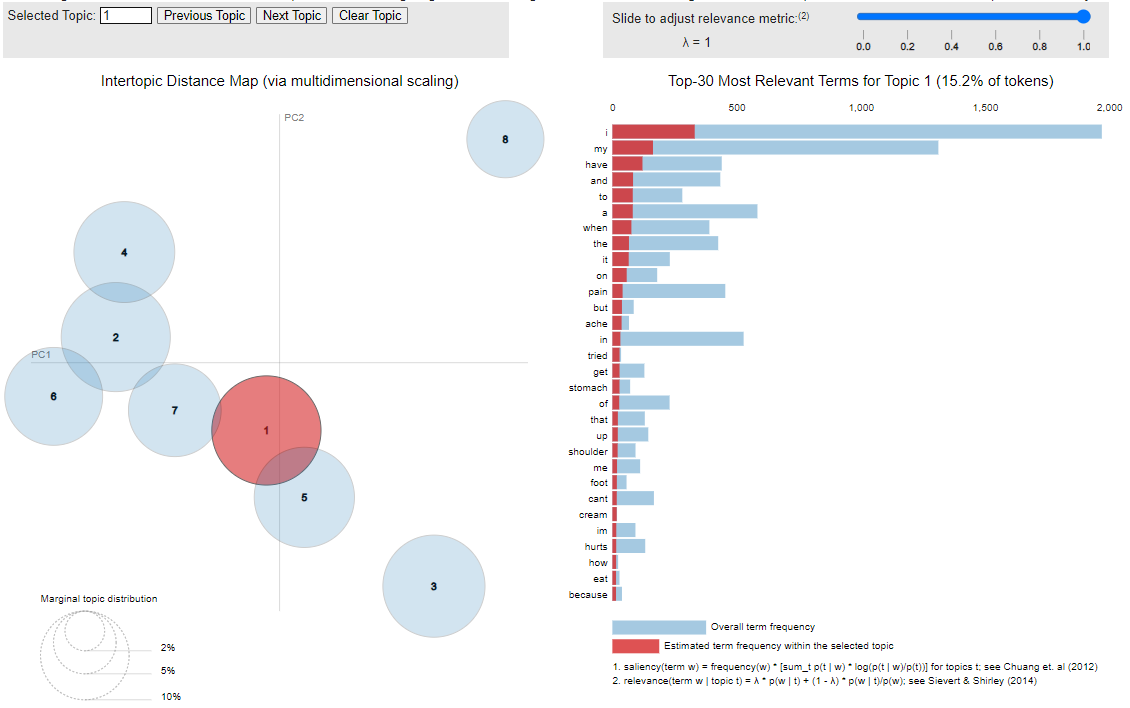 Selected Topic: 1 Previous Topic Next Topic Clear Topic
Slide to adjust relevance metric:(2)
λ = 1
0.0 0.2 0.4 0.6 0.8 1.0
Intertopic Distance Map (via multidimensional scaling)
PC2
PC1
8
4
2
6
7
1
5
3
Marginal topic distribution
2%
5%
10%
Top-30 Most Relevant Terms for Topic 1 (15.2% of tokens)
0 500 1,000 1,500 2,000
i
my
have
and
to
a
when
the
it
on
pain
but
ache
in
tried
get
stomach
of
that
up
shoulder
me
foot
cant
cream
im
hurts
how
eat
because
Overall term frequency
Estimated term frequency within the selected topic
1. saliency(term w) = frequency(w) * [sum_t p(t | w) * log(p(t | w)/p(t))] for topics t; see Chuang et. al (2012)
2. relevance(term w | topic t) = λ * p(w | t) + (1 - λ) * p(w | t)/p(w); see Sievert & Shirley (2014)